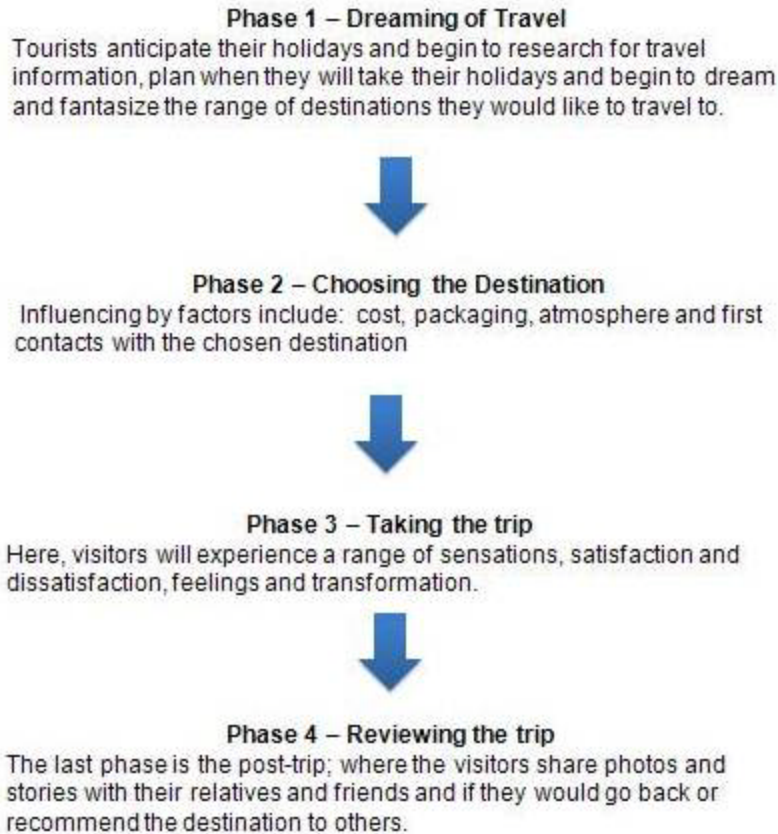 Phase 1 – Dreaming of Travel
Tourists anticipate their holidays and begin to research for travel
information, plan when they will take their holidays and begin to dream
and fantasize the range of destinations they would like to travel to.
Phase 2 – Choosing the Destination
Influencing by factors include: cost, packaging, atmosphere and first
contacts with the chosen destination
Phase 3 – Taking the trip
Here, visitors will experience a range of sensations, satisfaction and
dissatisfaction, feelings and transformation.
Phase 4 – Reviewing the trip
The last phase is the post-trip; where the visitors share photos and
stories with their relatives and friends and if they would go back or
recommend the destination to others.